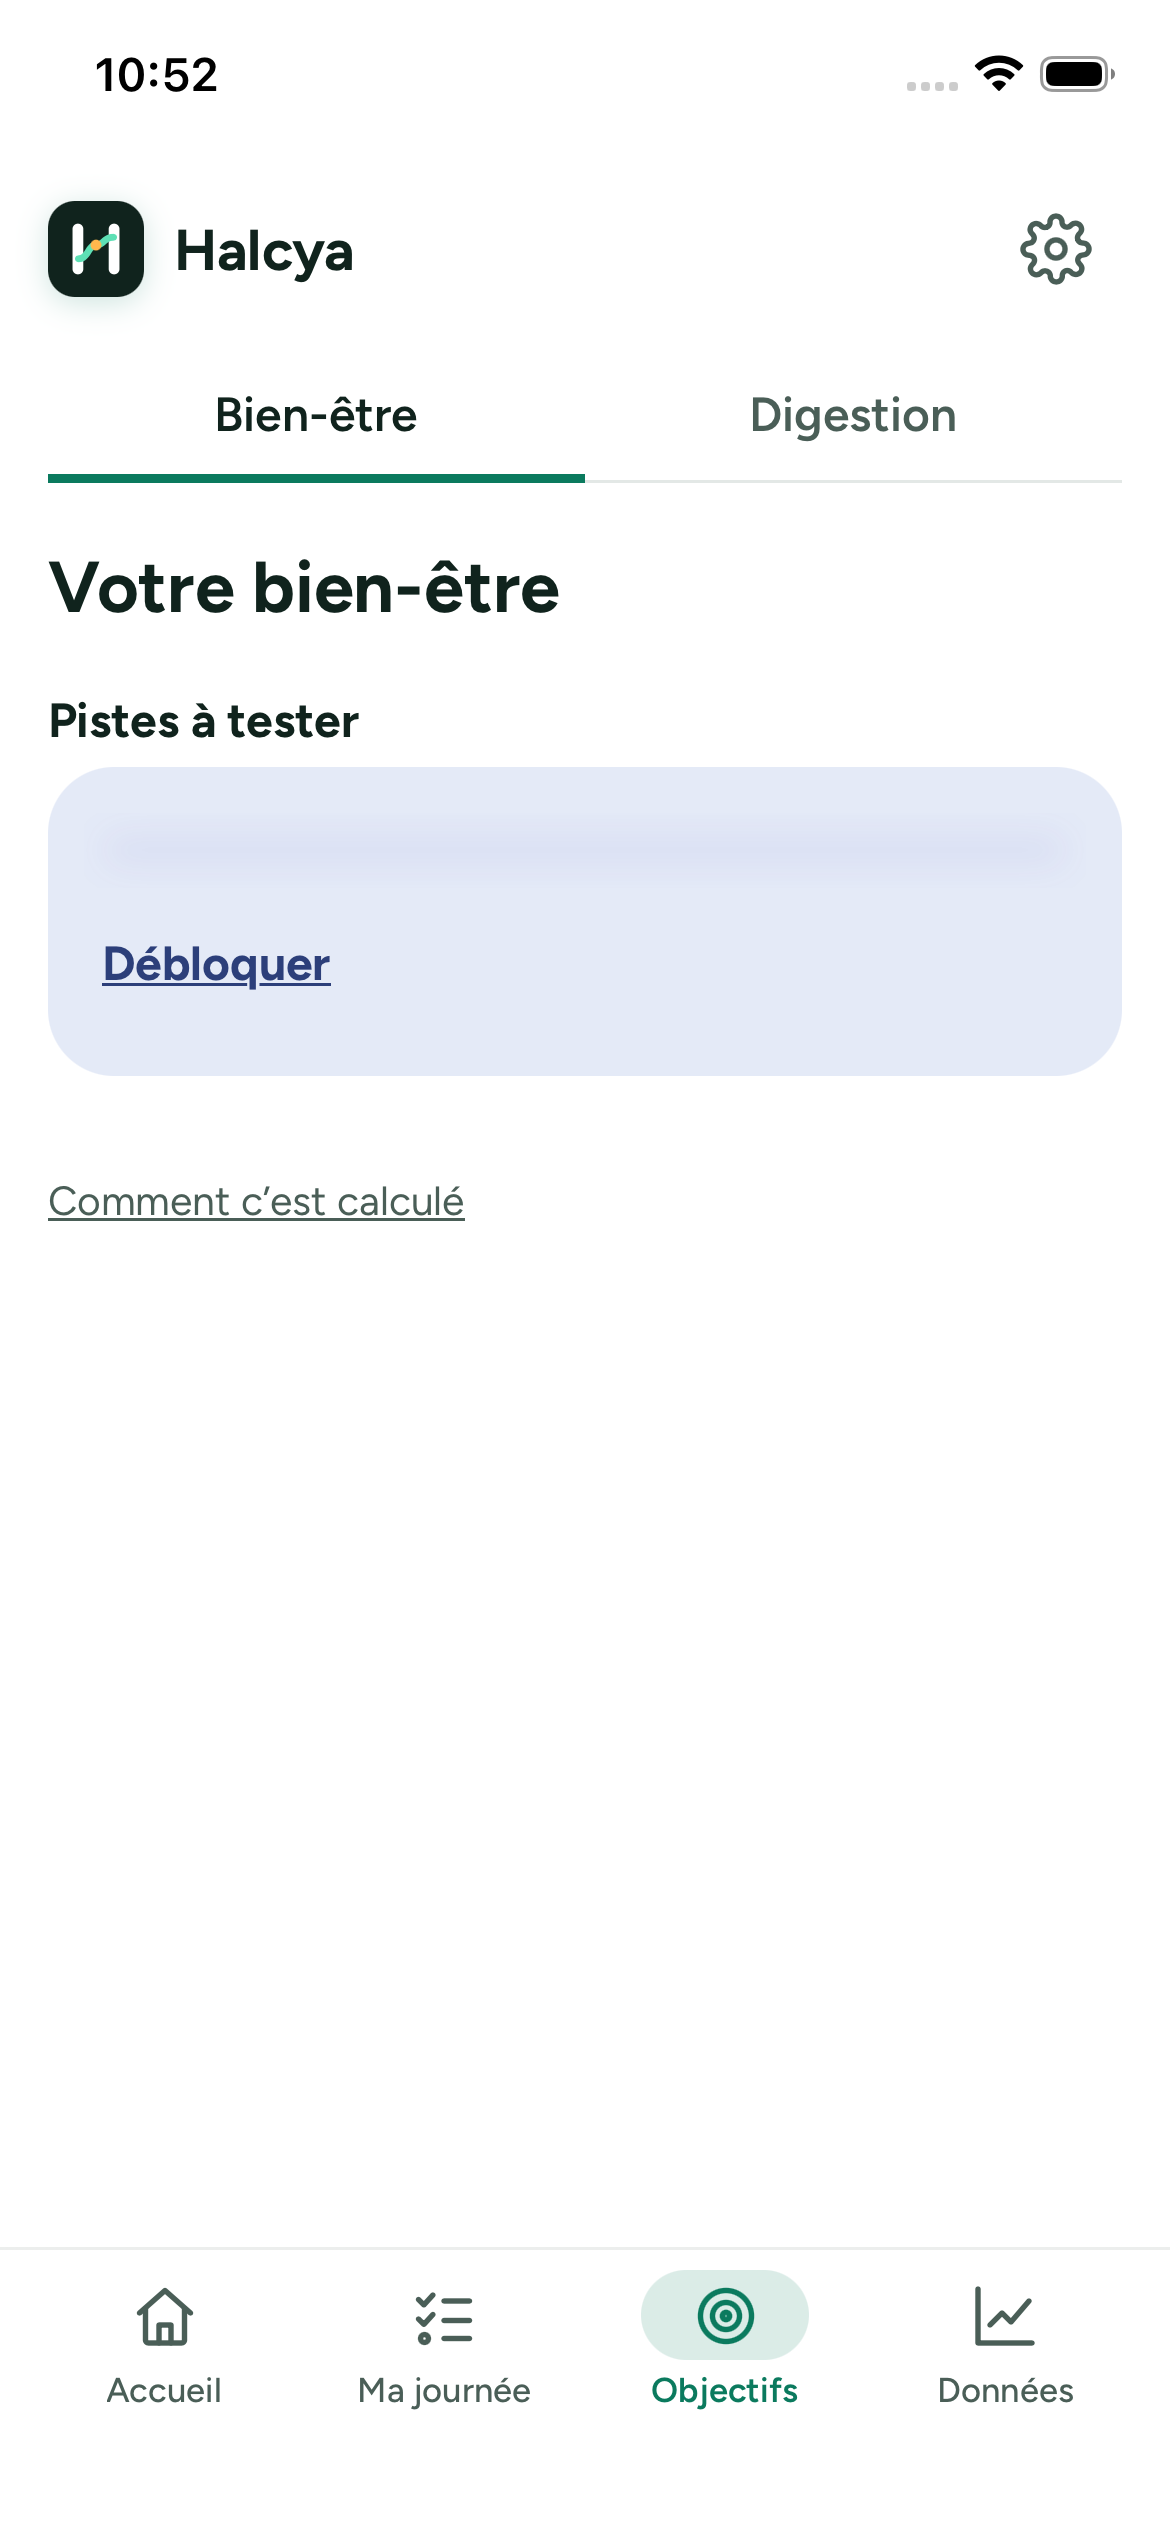 10:52
Halcya
Bien-être
Digestion
Votre bien-être
Pistes à tester
Débloquer
Comment c’est calculé
Accueil
Ma journée
Objectifs
Données